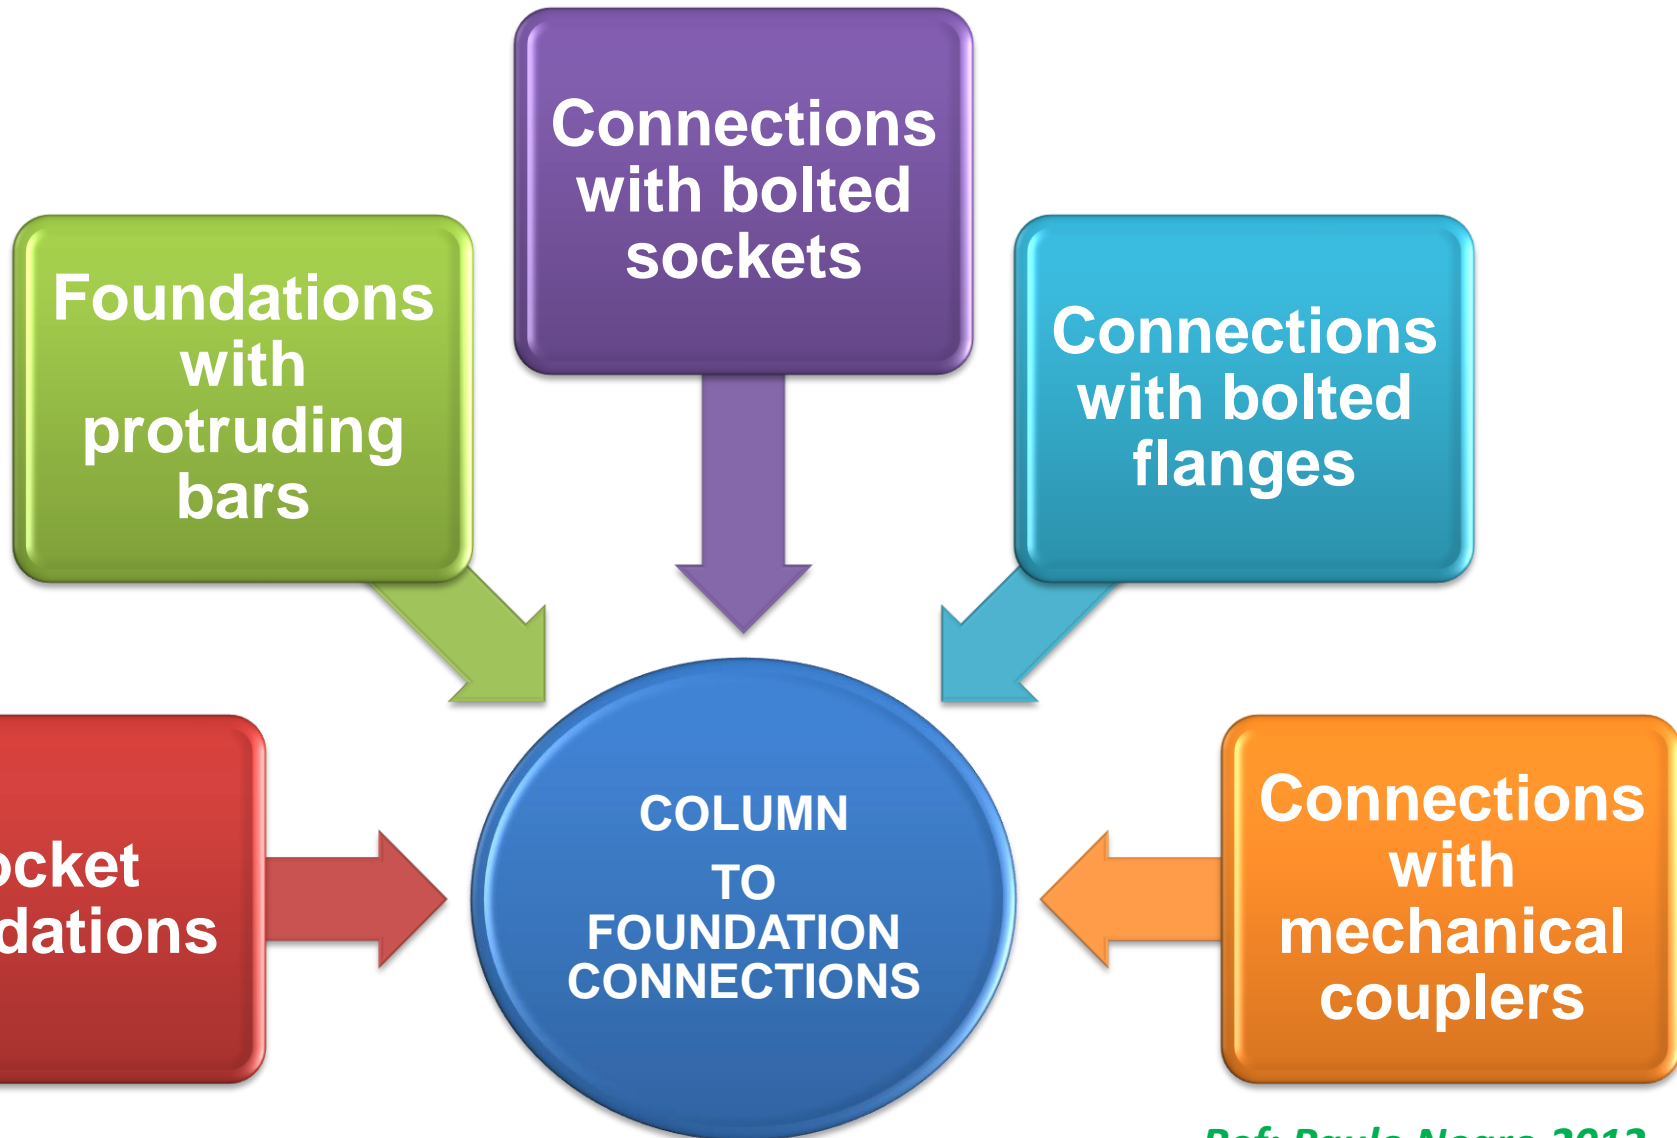 Connections
with bolted
sockets
Foundations
with
protruding
bars
Connections
with bolted
flanges
ocket
dations
COLUMN
TO
FOUNDATION
CONNECTIONS
Connections
with
mechanical
couplers